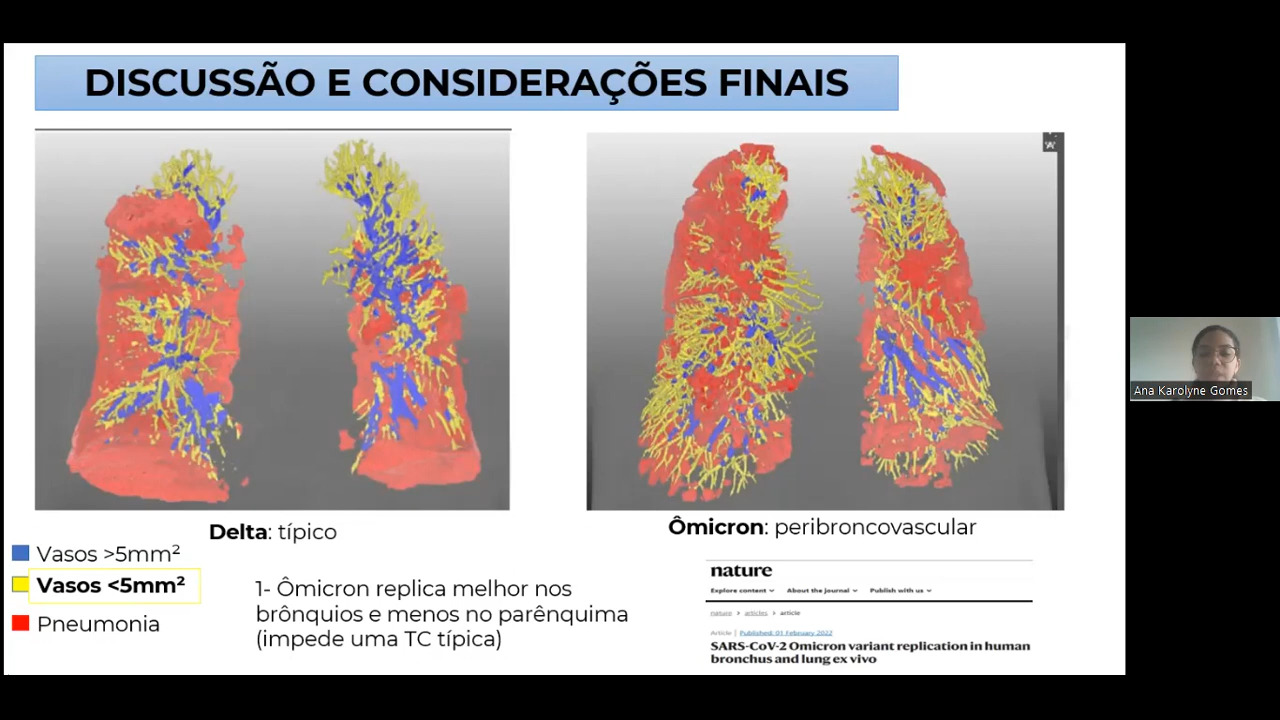 DISCUSSÃO E CONSIDERAÇÕES FINAIS
Delta: típico
Ômicron: peribroncovascular
Vasos >5mm²
Vasos <5mm²
Pneumonia
1- Ômicron replica melhor nos
brônquios e menos no parênquima
(impede uma TC típica)
nature
Explore content About the journal Publish with us
nature > articles > article
Article | Published: 01 February 2022
SARS-CoV-2 Omicron variant replication in human
bronchus and lung ex vivo
Ana Karolyne Gomes